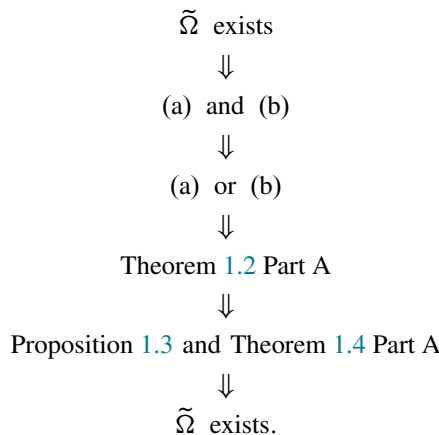 Ω̃ exists
⇓
(a) and (b)
⇓
(a) or (b)
⇓
Theorem 1.2 Part A
⇓
Proposition 1.3 and Theorem 1.4 Part A
⇓
Ω̃ exists.